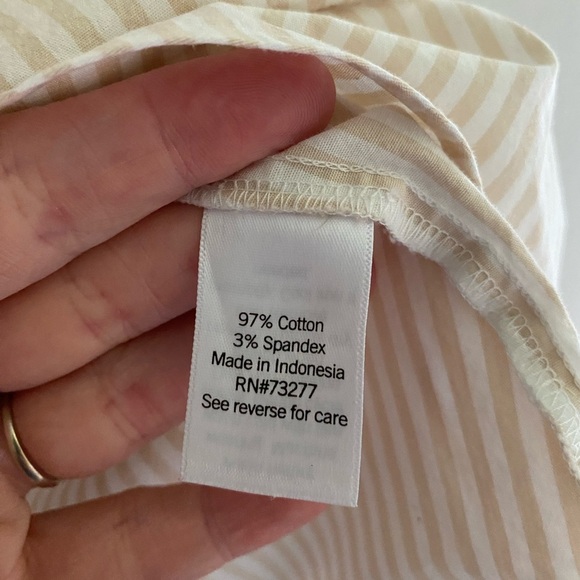 97% Cotton
3% Spandex
Made in Indonesia
RN#73277
See reverse for care